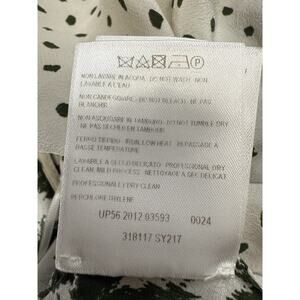 NON LAVARE IN ACQUA - DO NOT WASH - NON
LAVABLE A L'EAU
NON CANDEGGIARE - DO NOT BLEACH - NE PAS
BLANCHIR
NON ASCIUGARE IN TAMBURO - DO NOT TUMBLE DRY
- NE PAS SÉCHER EN TAMBOUR
FERRO TIEPIDO - IRON LOW HEAT - REPASSAGE A
BASSE TEMPERATURE
LAVABILE A SECCO DELICATO - PROFESSIONAL DRY
CLEAN, MILD PROCESS - NETTOYAGE A SEC DELICAT
PROFESSIONALLY DRY CLEAN
PERCHLORETHYLENE
UP56 2012 03593 0024
318117 SY217